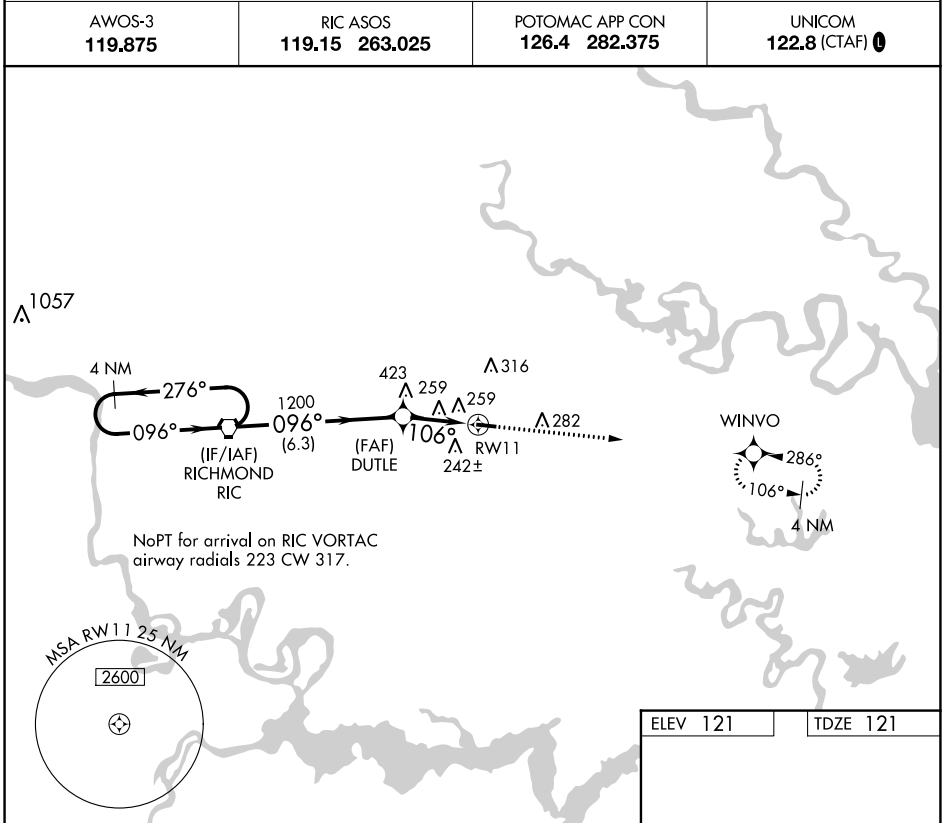 AWOS-3
119.875
RIC ASOS
119.15 263.025
POTOMAC APP CON
126.4 282.375
UNICOM
122.8 (CTAF) L
1057
4 NM
276°
096°
1200
096°
(6.3)
(IF/IAF)
RICHMOND
RIC
423
259
259
316
282
106°
(FAF)
DUTLE
242±
RW11
WINVO
286°
106°
4 NM
NoPT for arrival on RIC VORTAC
airway radials 223 CW 317.
MSA RW11 25 NM
2600
ELEV 121
TDZE 121